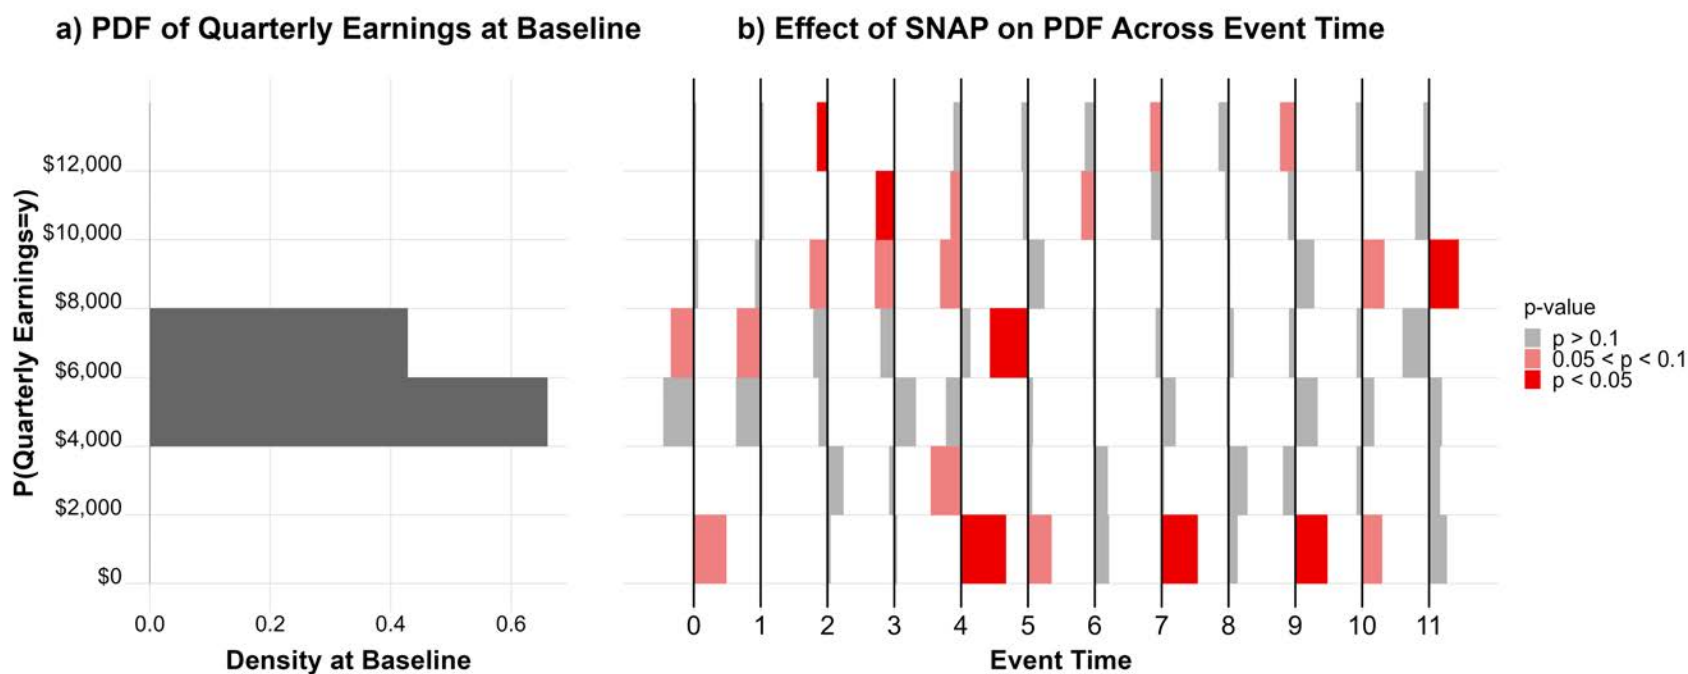 a) PDF of Quarterly Earnings at Baseline
b) Effect of SNAP on PDF Across Event Time
P(Quarterly Earnings=y)
$12,000
$10,000
$8,000
$6,000
$4,000
$2,000
$0
0.0 0.2 0.4 0.6
Density at Baseline
0 1 2 3 4 5 6 7 8 9 10 11
Event Time
p-value
p > 0.1
0.05 < p < 0.1
p < 0.05